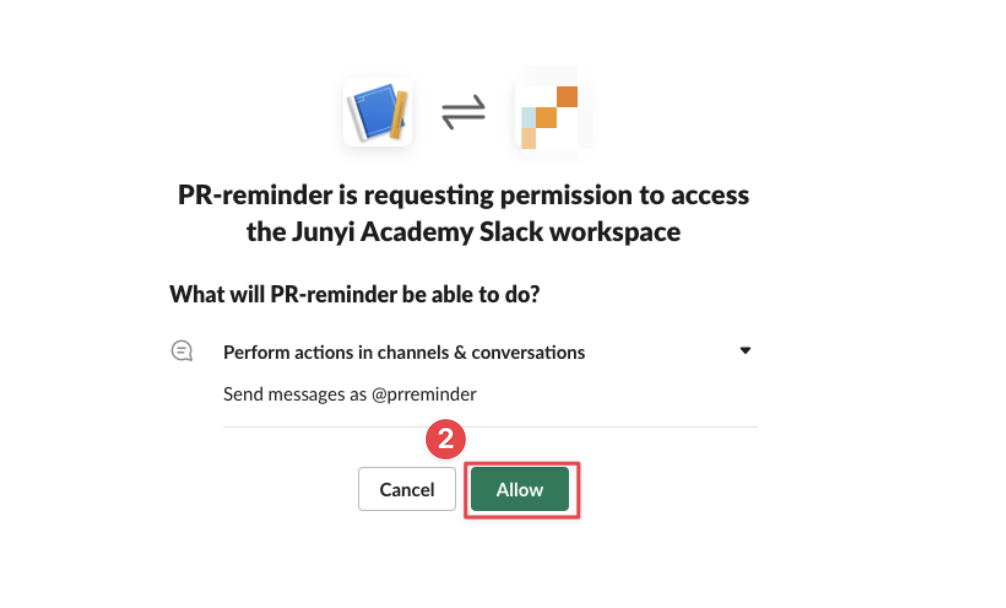 PR-reminder is requesting permission to access
the Junyi Academy Slack workspace
What will PR-reminder be able to do?
Perform actions in channels & conversations
Send messages as @prreminder
2
Cancel
Allow